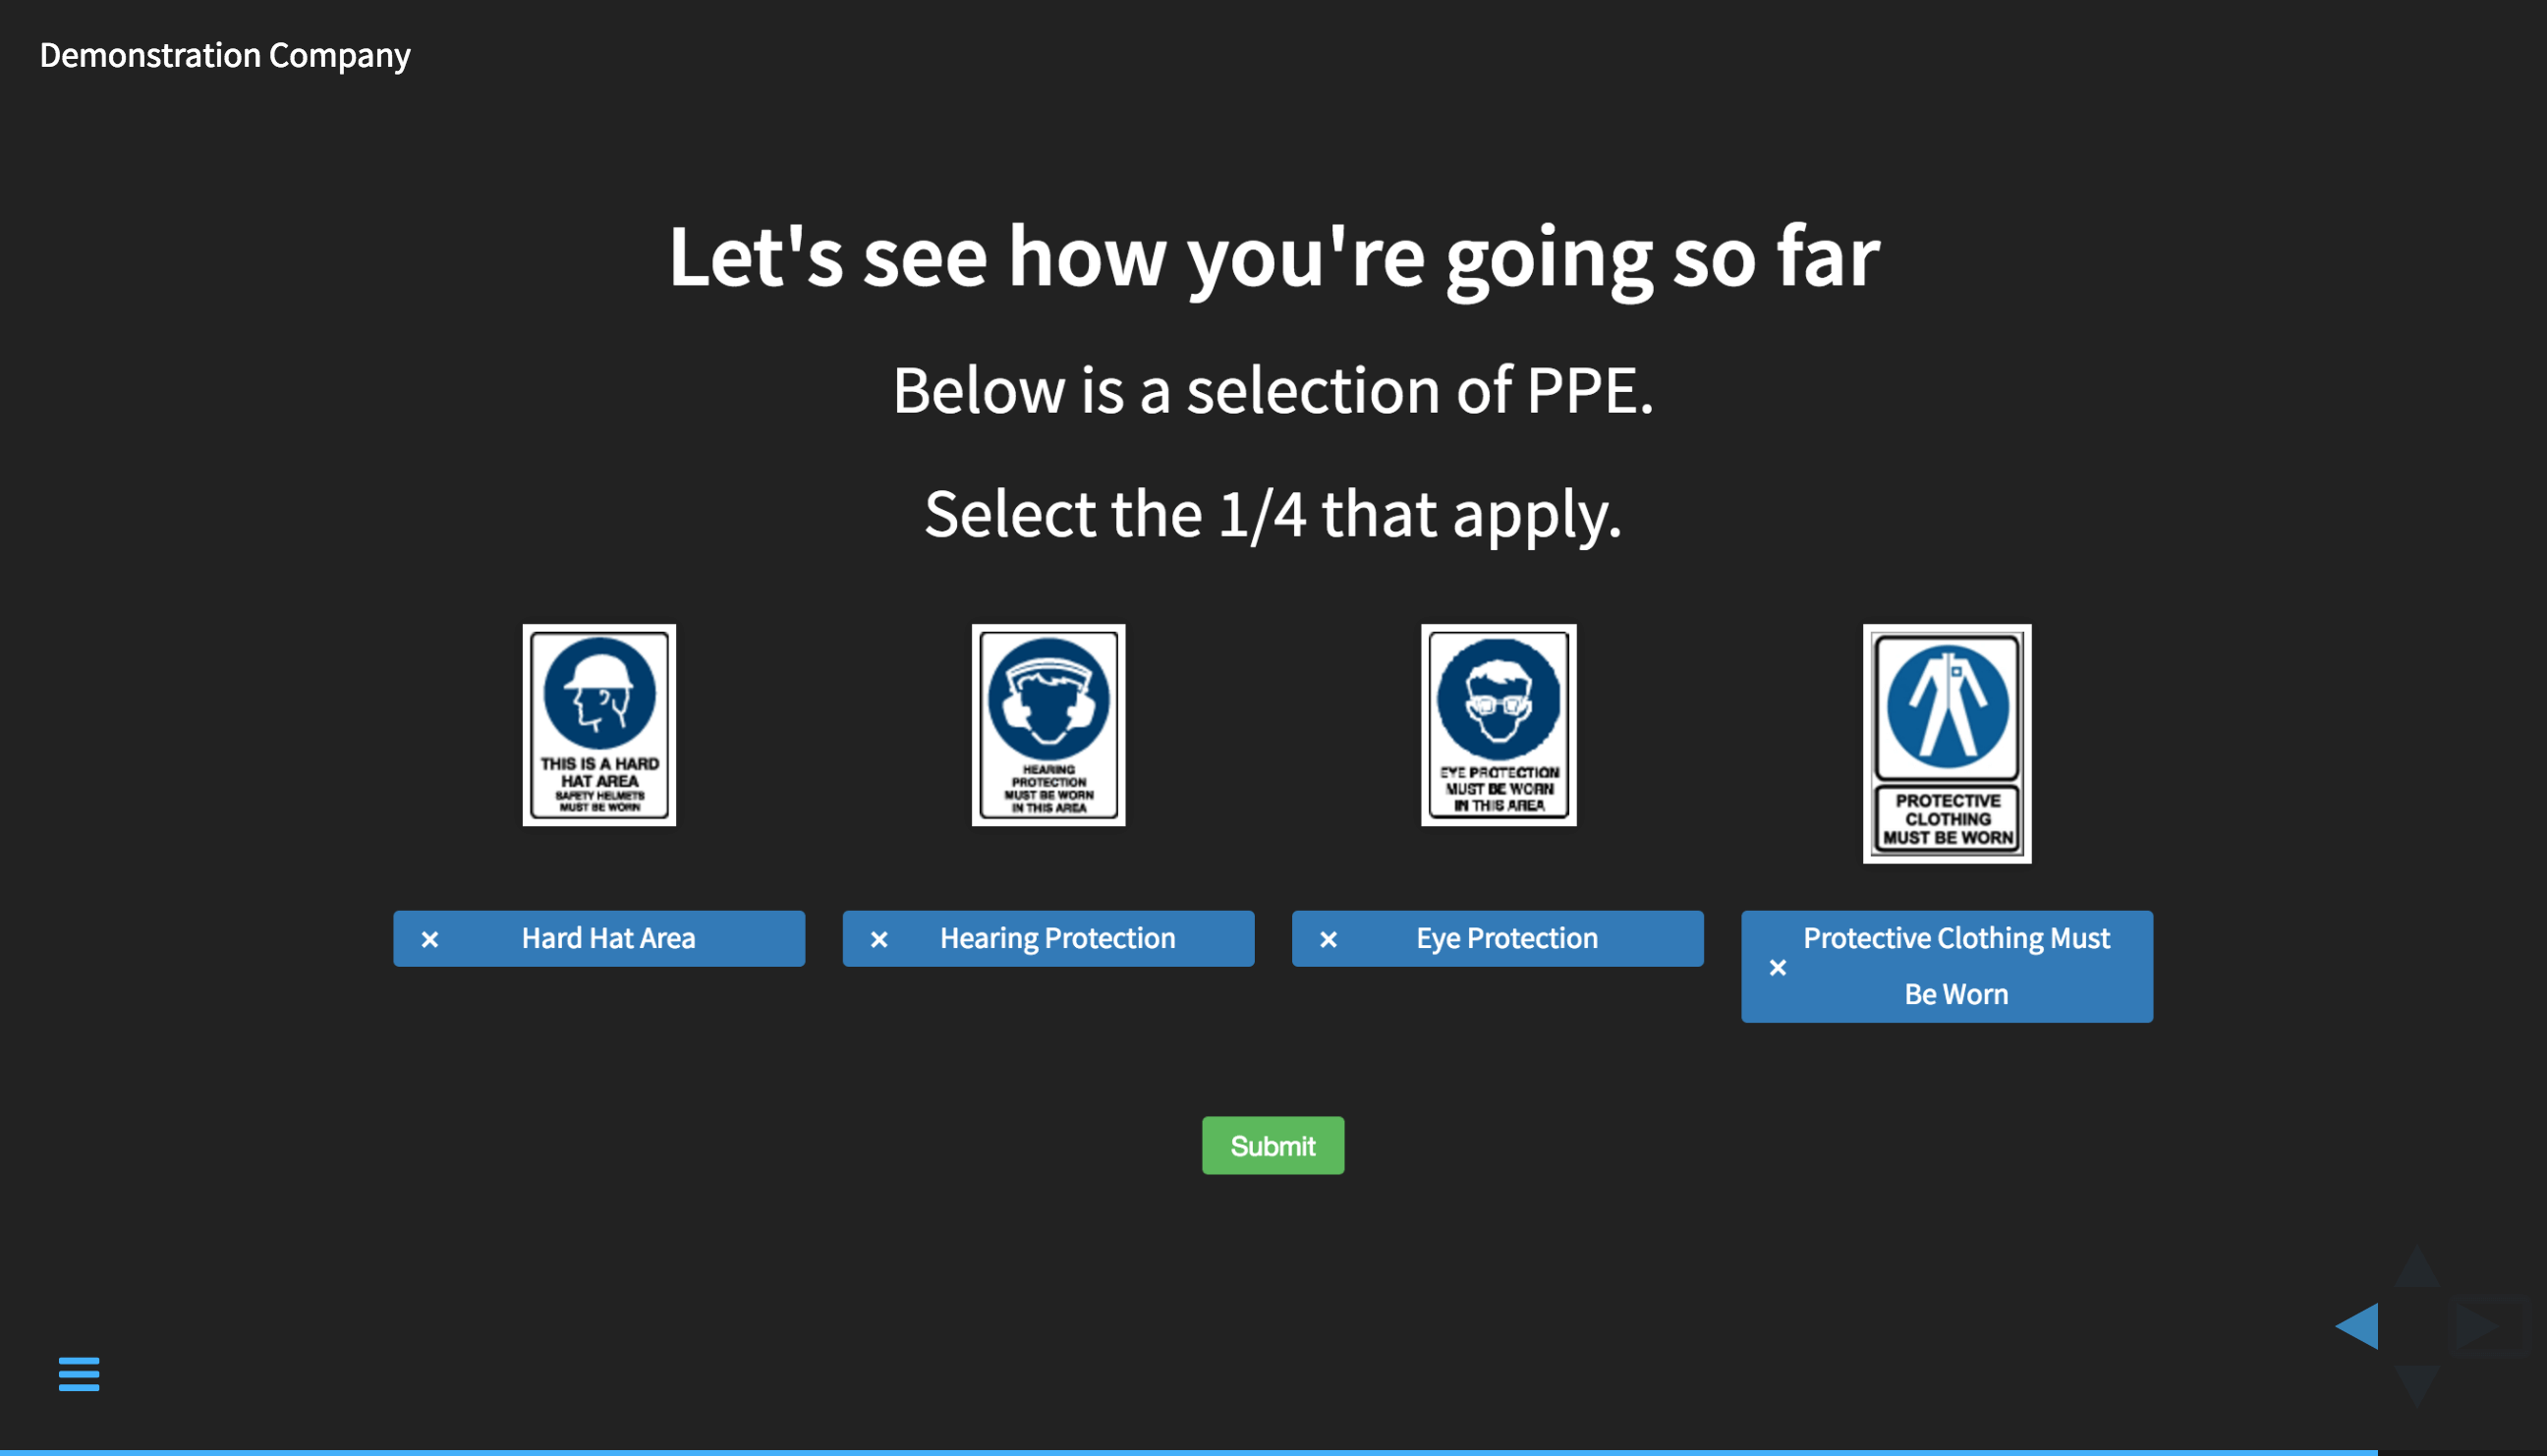 Demonstration Company
Let's see how you're going so far
Below is a selection of PPE.
Select the 1/4 that apply.
THIS IS A HARD
HAT AREA
SAFETY HELMETS
MUST BE WORN
HEARING
PROTECTION
MUST BE WORN
IN THIS AREA
EYE PROTECTION
MUST BE WORN
IN THIS AREA
PROTECTIVE
CLOTHING
MUST BE WORN
× Hard Hat Area
× Hearing Protection
× Eye Protection
× Protective Clothing Must
Be Worn
Submit